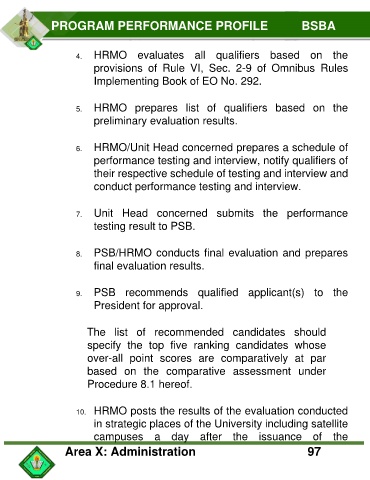 PROGRAM PERFORMANCE PROFILE BSBA
4. HRMO evaluates all qualifiers based on the
provisions of Rule VI, Sec. 2-9 of Omnibus Rules
Implementing Book of EO No. 292.
5. HRMO prepares list of qualifiers based on the
preliminary evaluation results.
6. HRMO/Unit Head concerned prepares a schedule of
performance testing and interview, notify qualifiers of
their respective schedule of testing and interview and
conduct performance testing and interview.
7. Unit Head concerned submits the performance
testing result to PSB.
8. PSB/HRMO conducts final evaluation and prepares
final evaluation results.
9. PSB recommends qualified applicant(s) to the
President for approval.
The list of recommended candidates should
specify the top five ranking candidates whose
over-all point scores are comparatively at par
based on the comparative assessment under
Procedure 8.1 hereof.
10. HRMO posts the results of the evaluation conducted
in strategic places of the University including satellite
campuses a day after the issuance of the
Area X: Administration 97